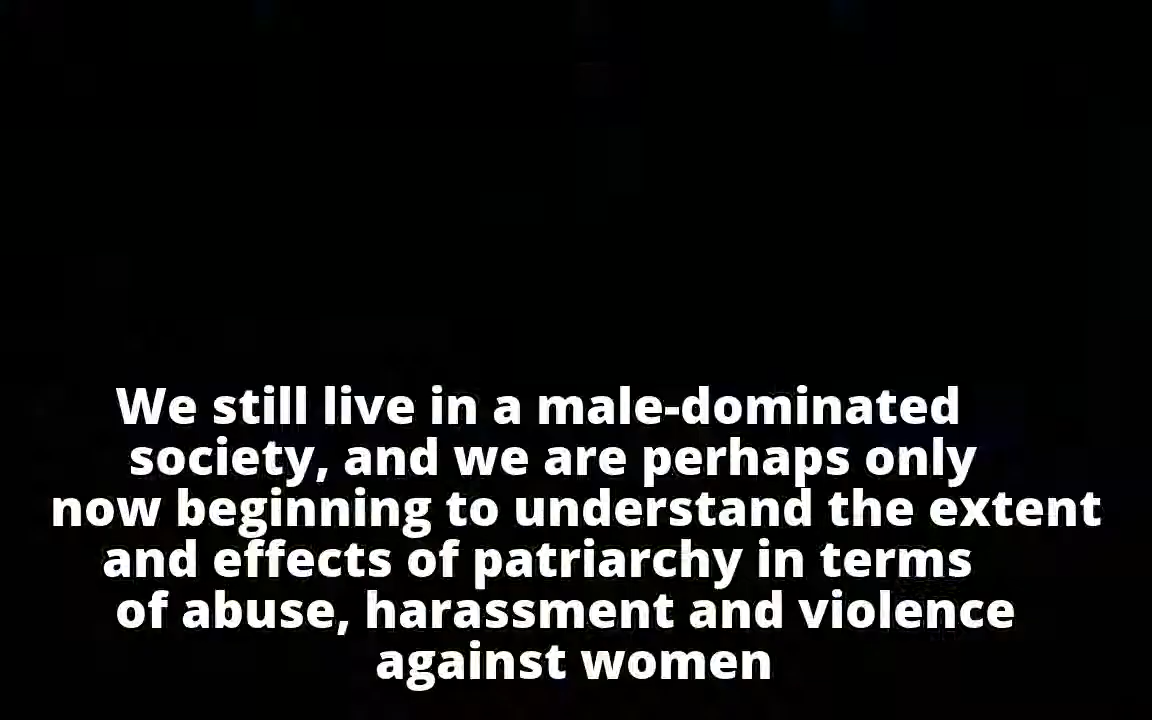 We still live in a male-dominated
society, and we are perhaps only
now beginning to understand the extent
and effects of patriarchy in terms
of abuse, harassment and violence
against women